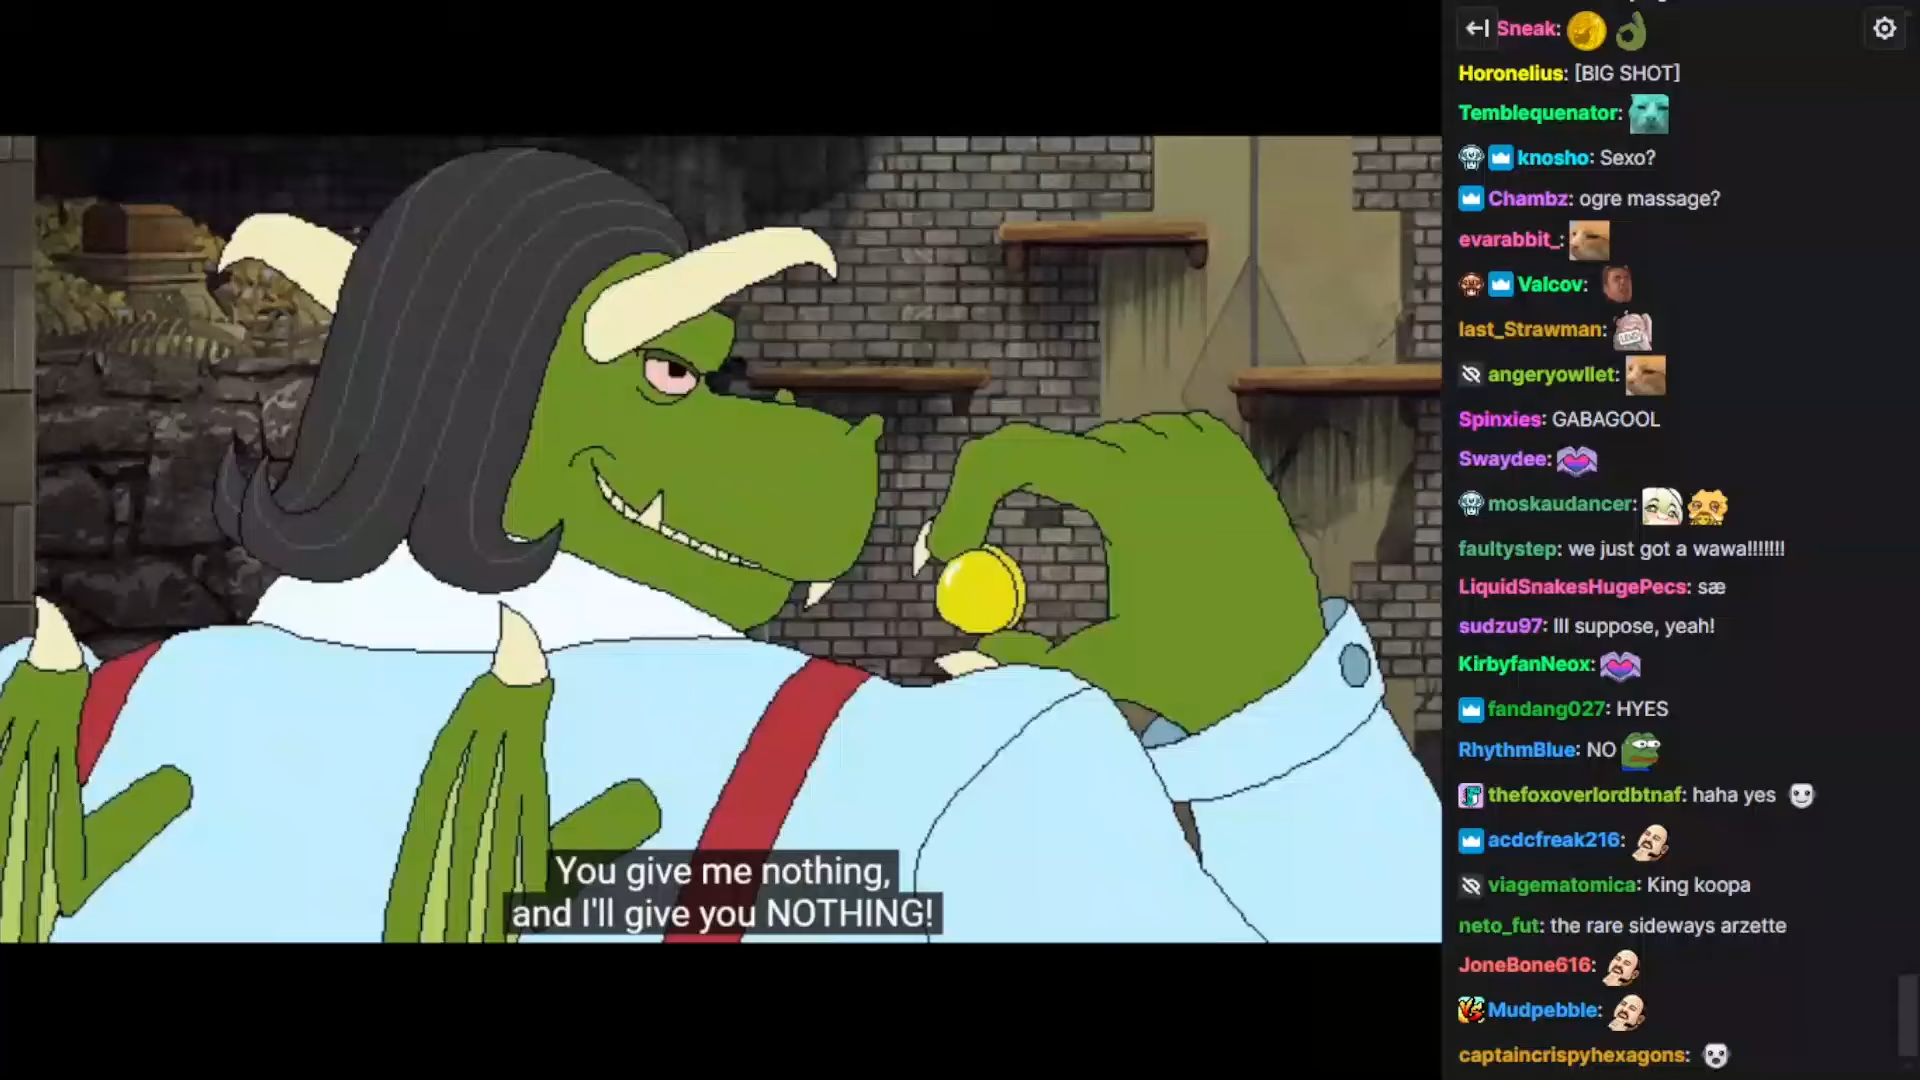 You give me nothing,
and I'll give you NOTHING!
Sneak:
Horonelius: [BIG SHOT]
Temblequenator:
knosho: Sexo?
Chambz: ogre massage?
evarabbit_:
Valcov:
last_Strawman:
angeryowllet:
Spinxies: GABAGOOL
Swaydee:
moskaudancer:
faultystep: we just got a wawa!!!!!!!
LiquidSnakesHugePecs: sæ
sudzu97: Ill suppose, yeah!
KirbyfanNeox:
fandang027: HYES
RhythmBlue: NO
thefoxoverlordbtnaf: haha yes
acdcfreak216:
viagematomica: King koopa
neto_fut: the rare sideways arzette
JoneBone616:
Mudpebble:
captaincrispyhexagons: